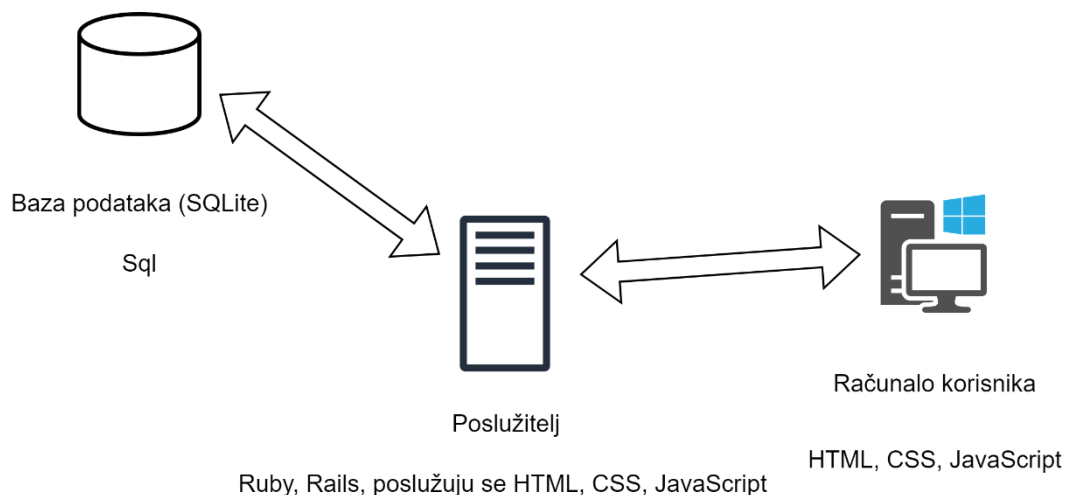 Baza podataka (SQLite)
Sql
Poslužitelj
Ruby, Rails, poslužuju se HTML, CSS, JavaScript
Računalo korisnika
HTML, CSS, JavaScript